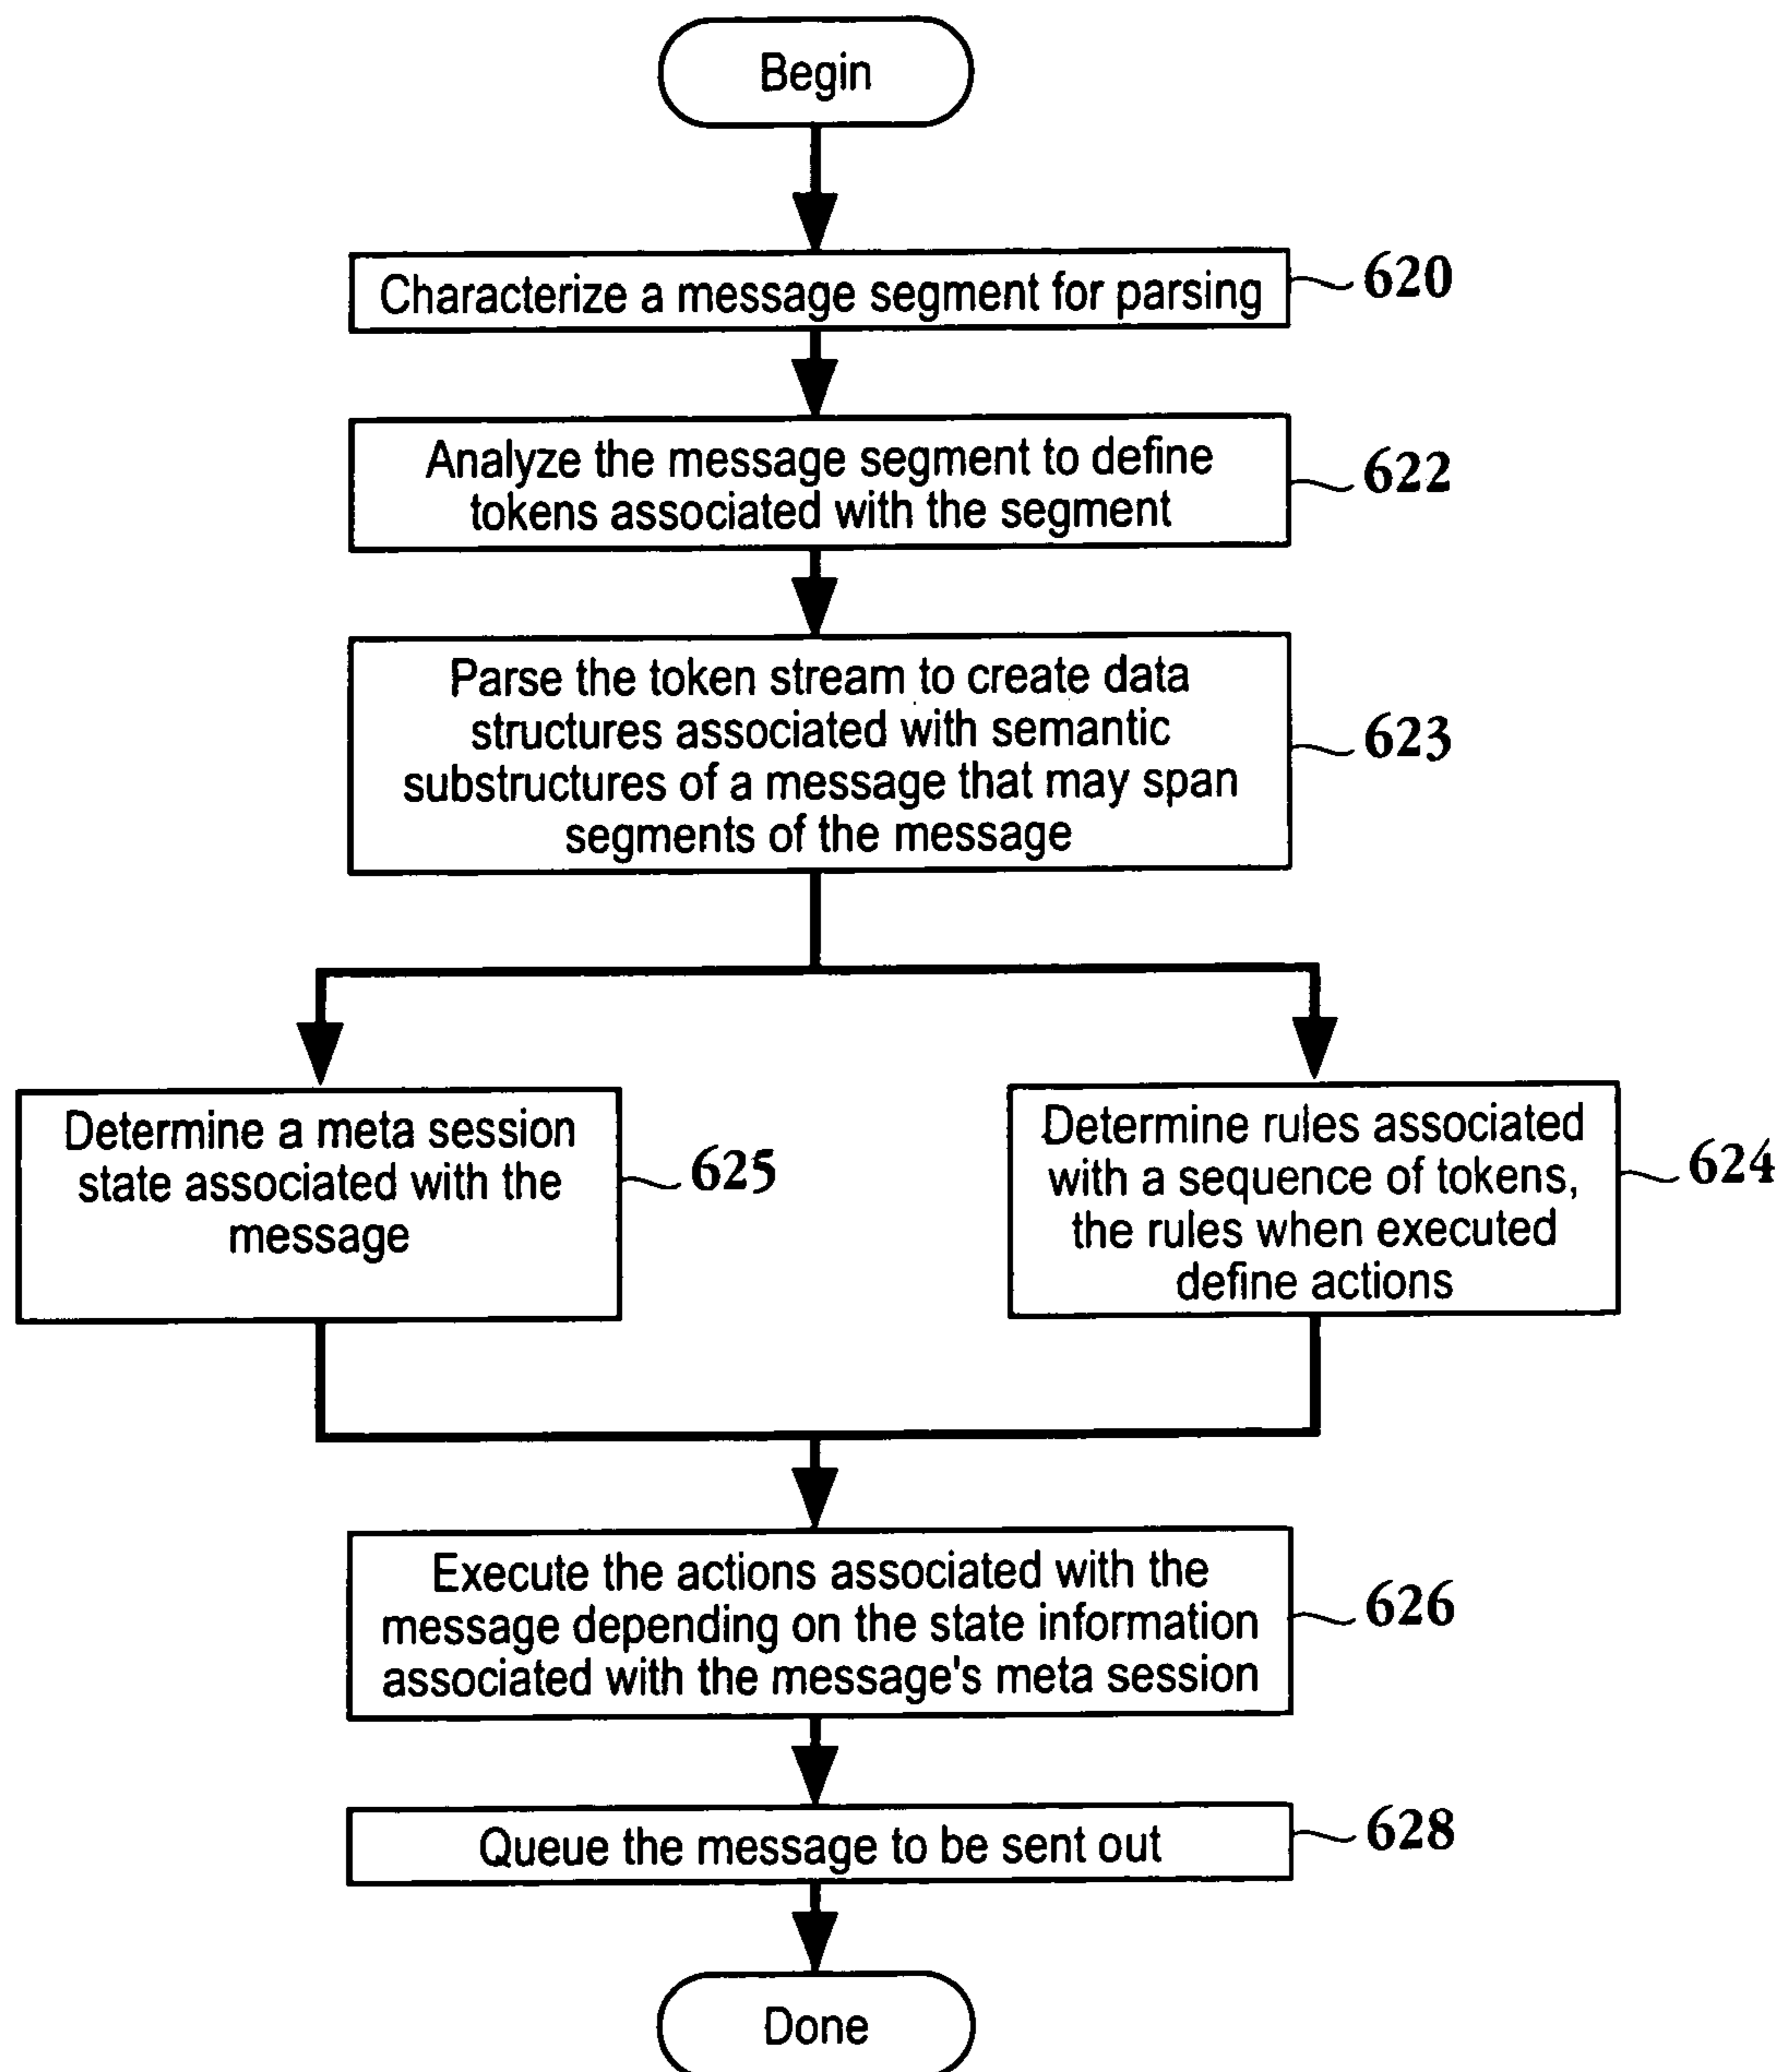 Begin
Characterize a message segment for parsing
620
Analyze the message segment to define
tokens associated with the segment
622
Parse the token stream to create data
structures associated with semantic
substructures of a message that may span
segments of the message
623
Determine a meta session
state associated with the
message
625
Determine rules associated
with a sequence of tokens,
the rules when executed
define actions
624
Execute the actions associated with the
message depending on the state information
associated with the message's meta session
626
Queue the message to be sent out
628
Done